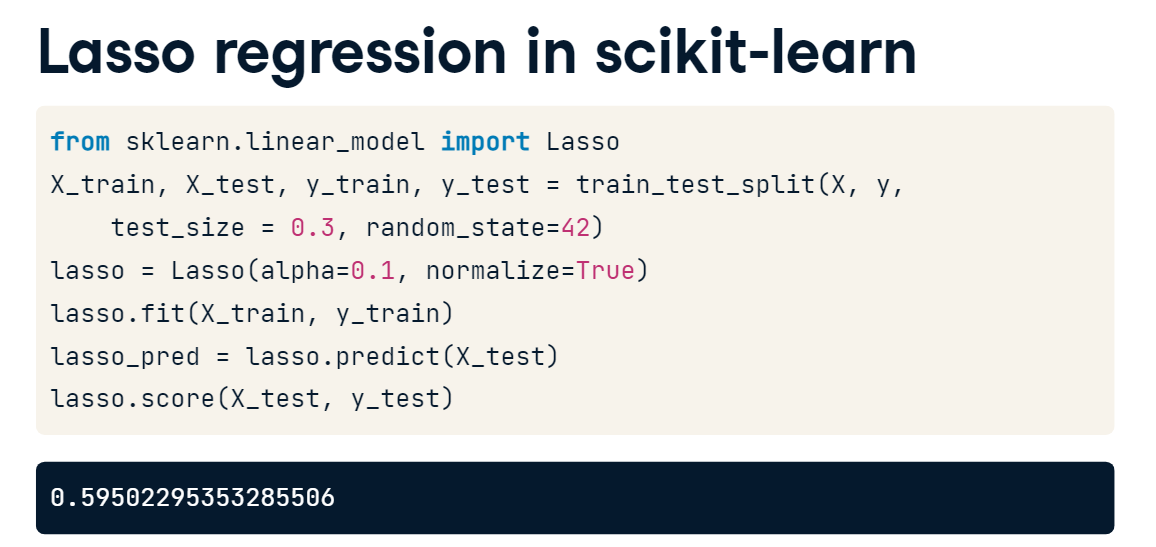 Lasso regression in scikit-learn
from sklearn.linear_model import Lasso
X_train, X_test, y_train, y_test = train_test_split(X, y,
    test_size = 0.3, random_state=42)
lasso = Lasso(alpha=0.1, normalize=True)
lasso.fit(X_train, y_train)
lasso_pred = lasso.predict(X_test)
lasso.score(X_test, y_test)
0.59502295353285506